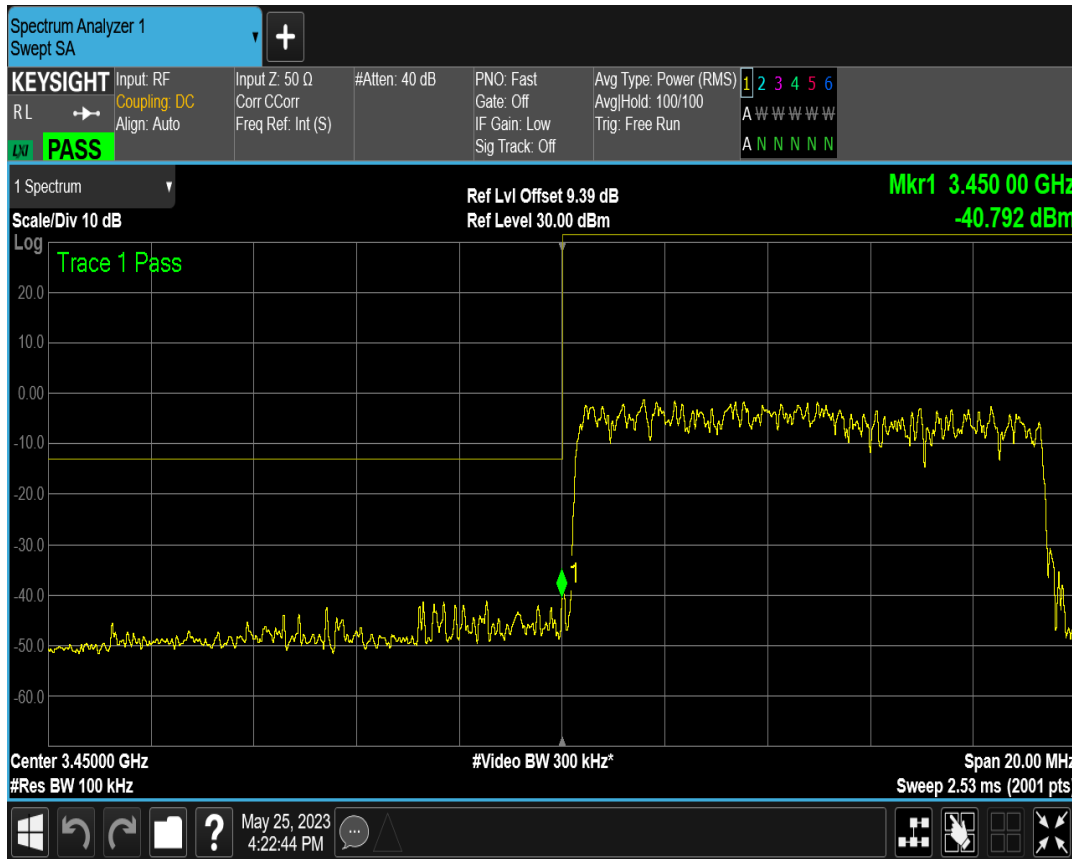 Spectrum Analyzer 1
Swept SA
+
KEYSIGHT
RL
LXI PASS
Input: RF
Coupling: DC
Align: Auto
Input Z: 50 Ω
Corr CCorr
Freq Ref: Int (S)
#Atten: 40 dB
PNO: Fast
Gate: Off
IF Gain: Low
Sig Track: Off
Avg Type: Power (RMS)
Avg|Hold: 100/100
Trig: Free Run
1 2 3 4 5 6
A W W W W W
A N N N N N
1 Spectrum
Scale/Div 10 dB
Ref Lvl Offset 9.39 dB
Ref Level 30.00 dBm
Mkr1 3.450 00 GHz
-40.792 dBm
Log
Trace 1 Pass
20.0
10.0
0.00
-10.0
-20.0
-30.0
1
-40.0
-50.0
-60.0
Center 3.45000 GHz
#Video BW 300 kHz*
Span 20.00 MHz
#Res BW 100 kHz
Sweep 2.53 ms (2001 pts)
?
May 25, 2023
4:22:44 PM